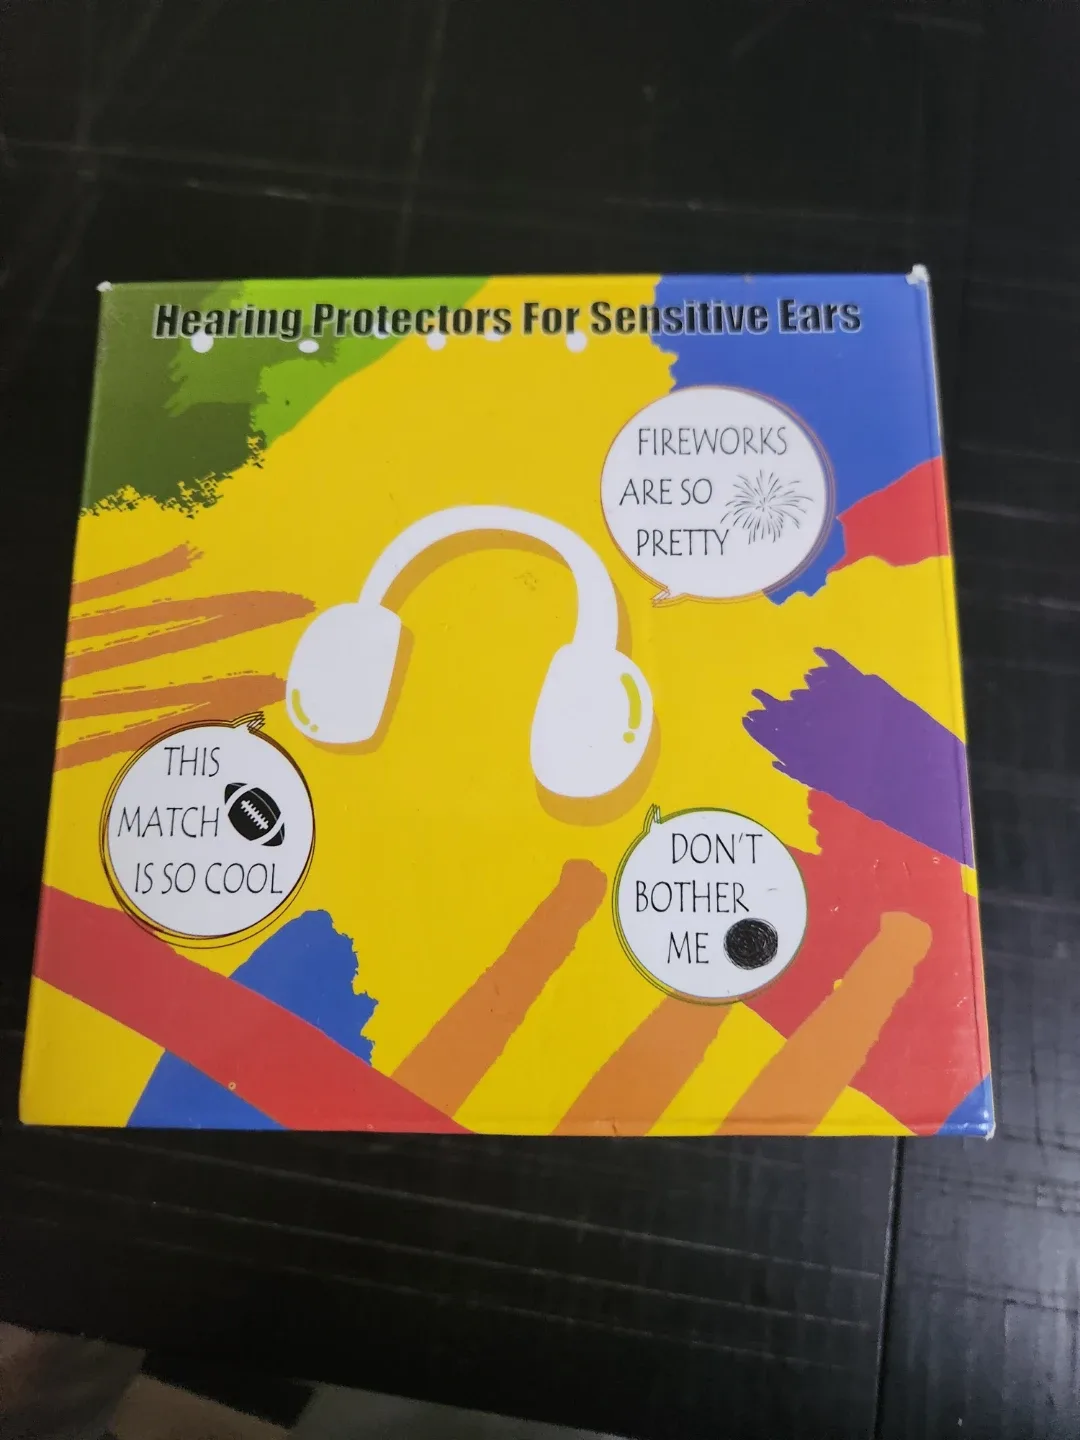 Hearing Protectors For Sensitive Ears
FIREWORKS
ARE SO
PRETTY
THIS
MATCH
IS SO COOL
DON'T
BOTHER
ME